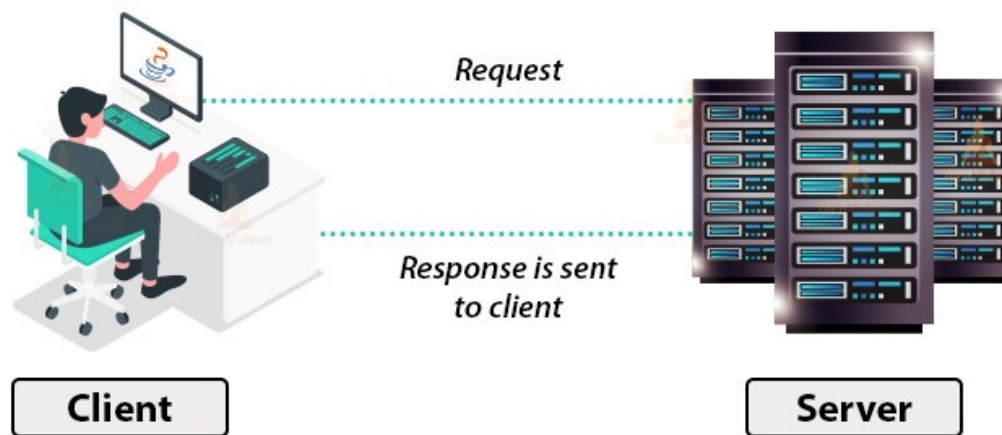 Request
Response is sent
to client
Client
Server